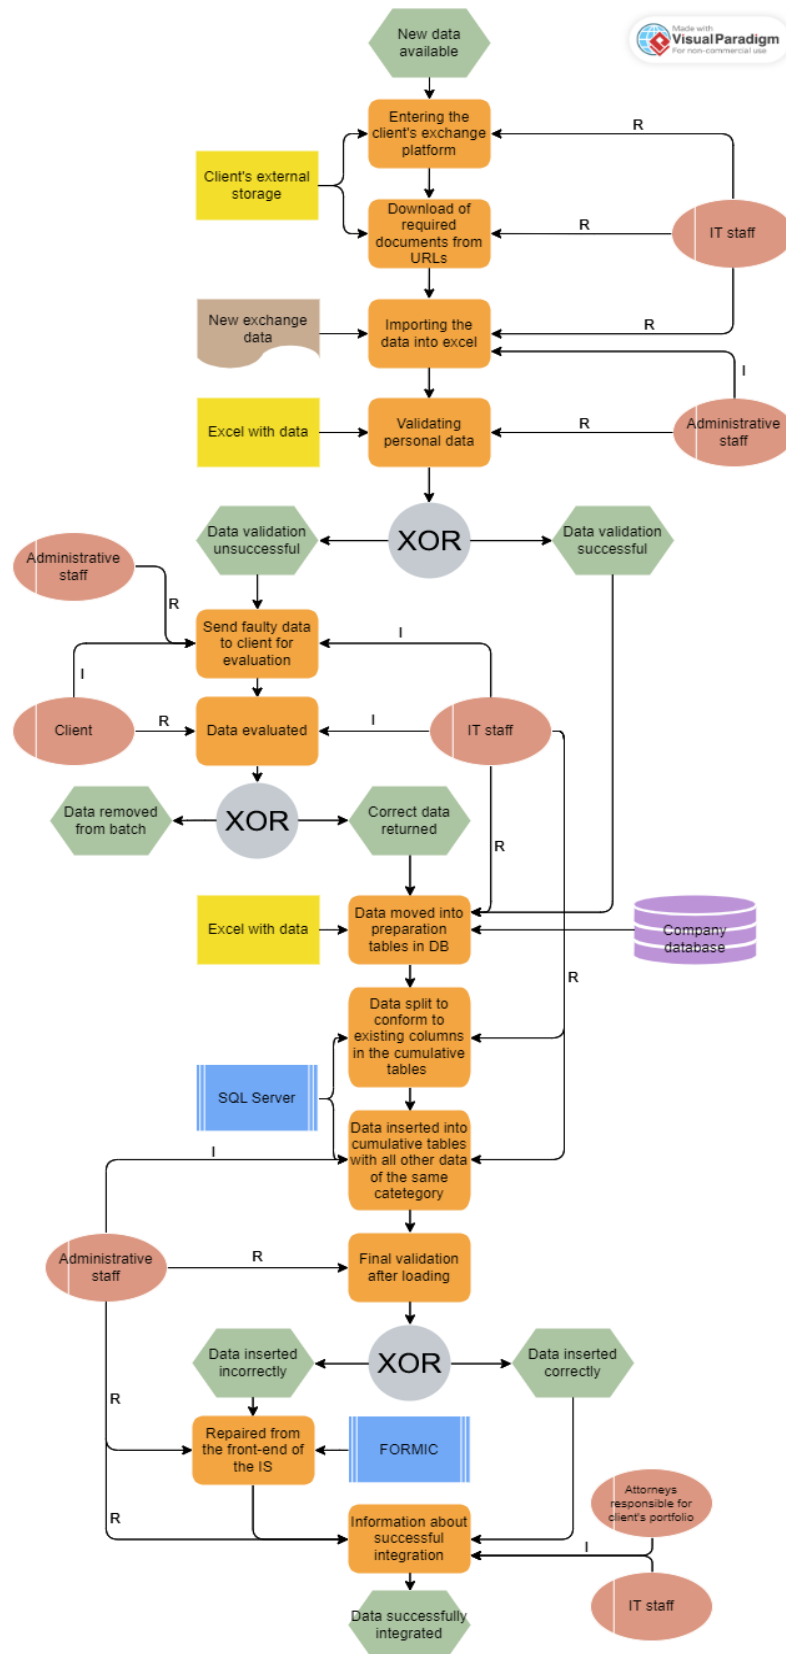 New data
available
Made with
Visual Paradigm
For non-commercial use
Entering the
client's exchange
platform
R
Client's external
storage
Download of
required
documents from
URLs
R
IT staff
New exchange
data
Importing the
data into excel
R
I
Excel with data
Validating
personal data
R
Administrative
staff
Data validation
unsuccessful
XOR
Data validation
successful
Administrative
staff
R
Send faulty data
to client for
evaluation
I
I
Client
R
Data evaluated
I
IT staff
Data removed
from batch
XOR
Correct data
returned
R
Excel with data
Data moved into
preparation
tables in DB
Company
database
R
Data split to
conform to
existing columns
in the cumulative
tables
SQL Server
Data inserted into
cumulative tables
with all other data
of the same
catetegory
I
Administrative
staff
R
Final validation
after loading
Data inserted
incorrectly
XOR
Data inserted
correctly
R
Repaired from
the front-end of
the IS
FORMIC
Attorneys
responsible for
client's portfolio
R
Information about
successful
integration
I
IT staff
Data successfully
integrated